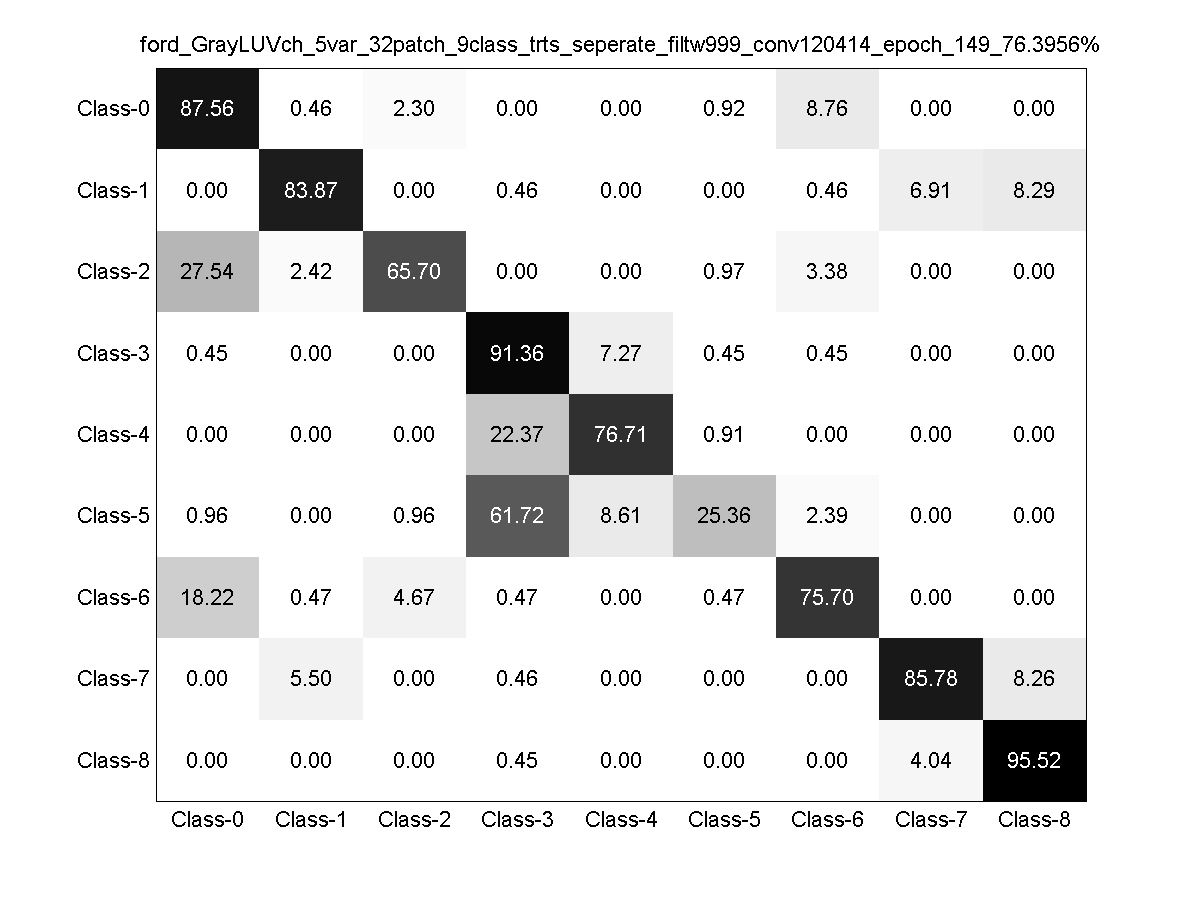 ford_GrayLUVch_5var_32patch_9class_trts_seperate_filtw999_conv120414_epoch_149_76.3956%
Class-0 87.56 0.46 2.30 0.00 0.00 0.92 8.76 0.00 0.00
Class-1 0.00 83.87 0.00 0.46 0.00 0.00 0.46 6.91 8.29
Class-2 27.54 2.42 65.70 0.00 0.00 0.97 3.38 0.00 0.00
Class-3 0.45 0.00 0.00 91.36 7.27 0.45 0.45 0.00 0.00
Class-4 0.00 0.00 0.00 22.37 76.71 0.91 0.00 0.00 0.00
Class-5 0.96 0.00 0.96 61.72 8.61 25.36 2.39 0.00 0.00
Class-6 18.22 0.47 4.67 0.47 0.00 0.47 75.70 0.00 0.00
Class-7 0.00 5.50 0.00 0.46 0.00 0.00 0.00 85.78 8.26
Class-8 0.00 0.00 0.00 0.45 0.00 0.00 0.00 4.04 95.52
Class-0 Class-1 Class-2 Class-3 Class-4 Class-5 Class-6 Class-7 Class-8